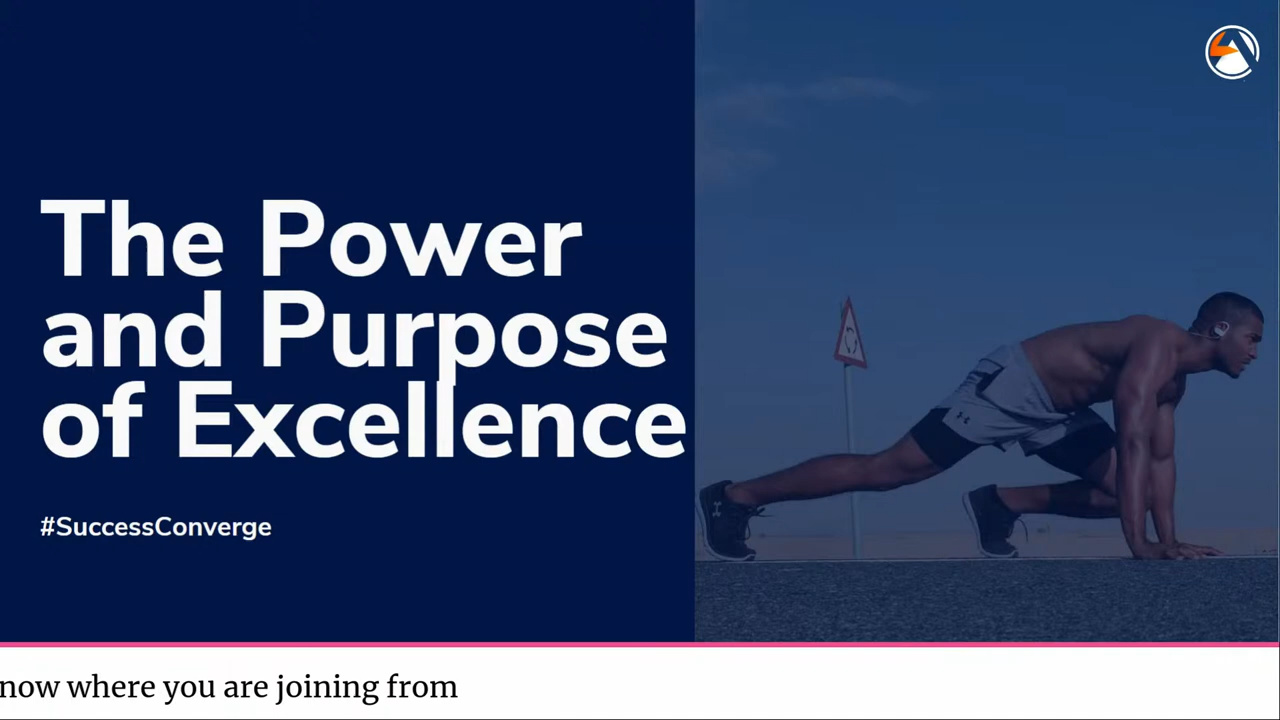 The Power
and Purpose
of Excellence
#SuccessConverge
now where you are joining from